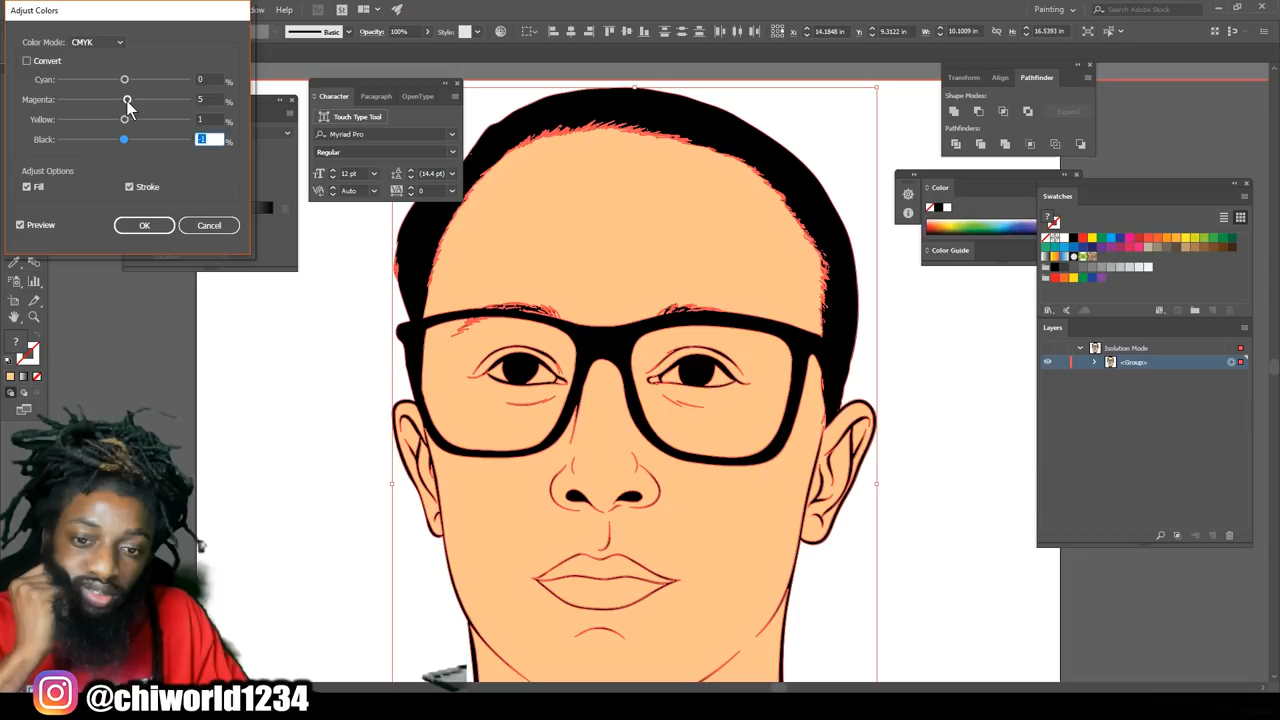 Adjust Colors
Help
Br
St
Painting
Search Adobe Stock
Basic
Opacity: 100%
Style:
X: 14.1848 in
Y: 9.3122 in
W: 10.1009 in
H: 16.5393 in
Color Mode: CMYK
Convert
Cyan: 0 %
Magenta: 5 %
Yellow: 1 %
Black: -1 %
Adjust Options
Fill
Stroke
Preview
OK
Cancel
Character
Paragraph
OpenType
Touch Type Tool
Myriad Pro
Regular
12 pt
(14.4 pt)
Auto
0
Transform
Align
Pathfinder
Shape Modes:
Expand
Pathfinders:
Color
Color Guide
Swatches
Layers
Isolation Mode
<Group>
@chiworld1234